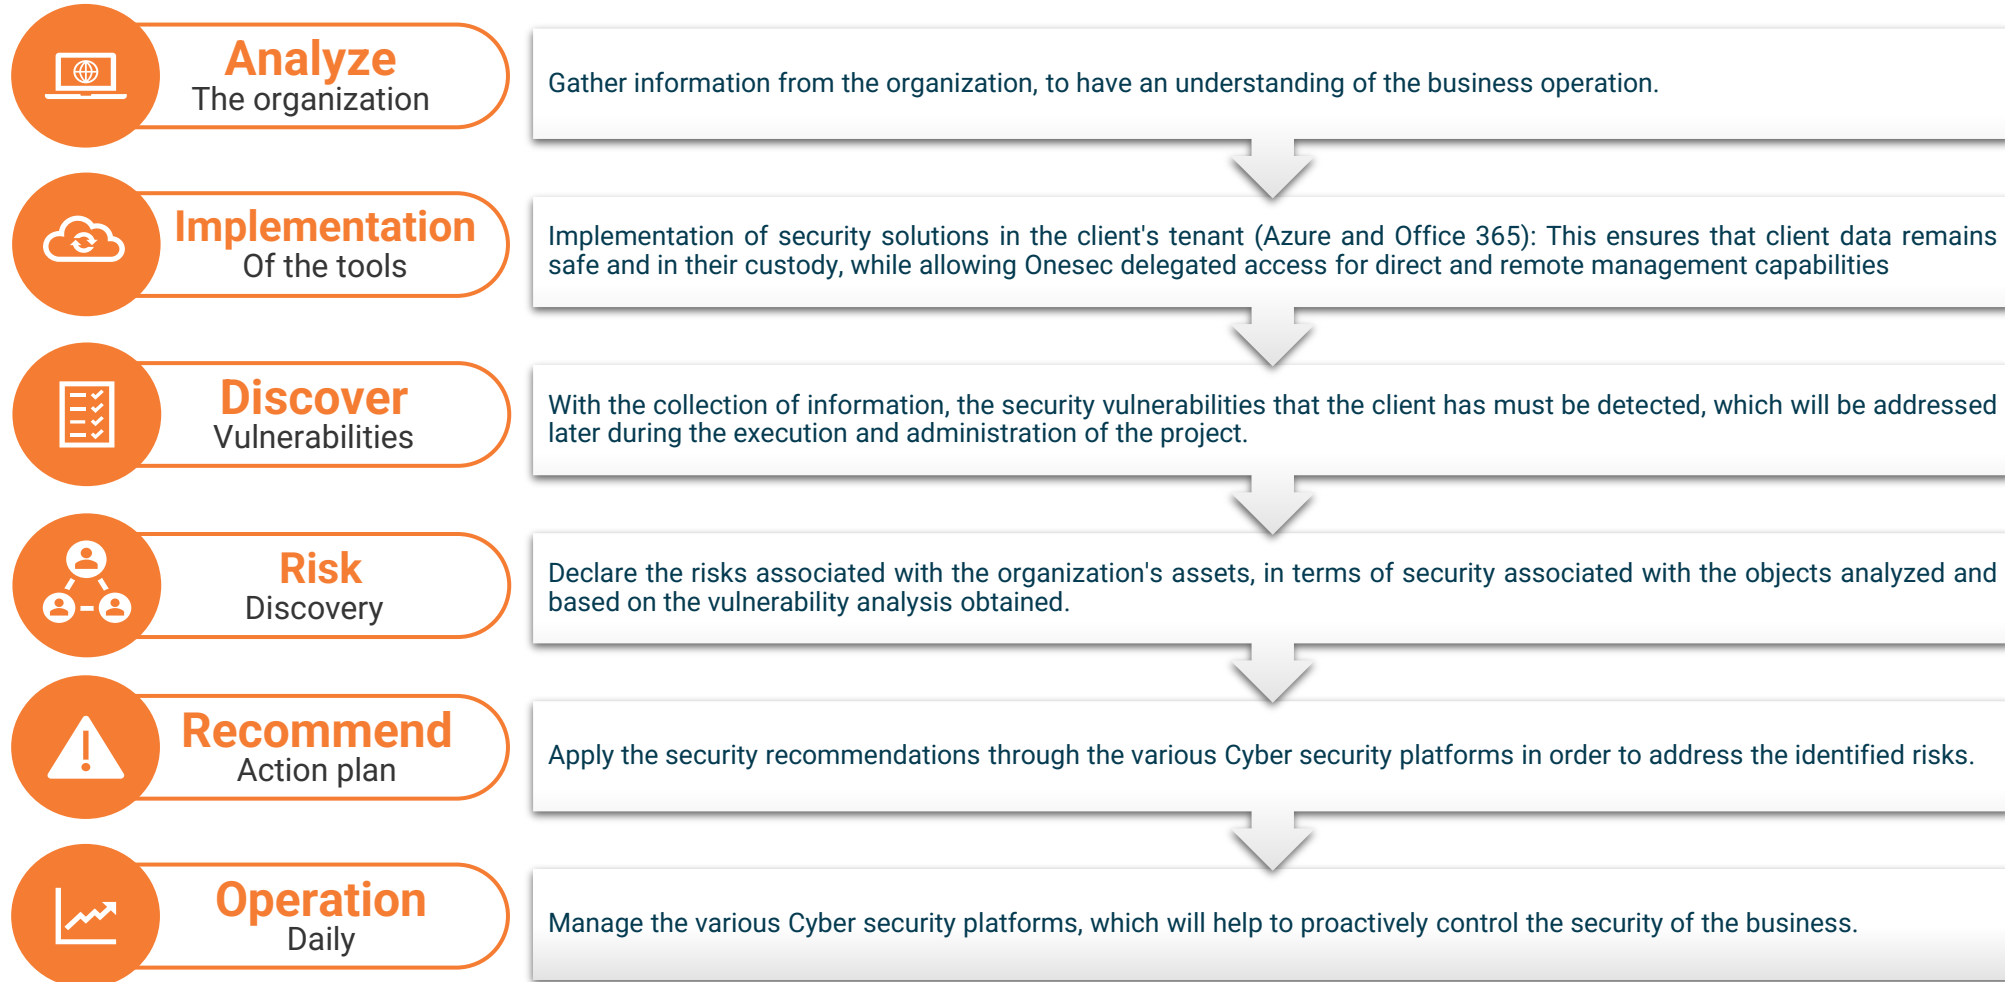 Analyze
The organization
Gather information from the organization, to have an understanding of the business operation.
Implementation
Of the tools
Implementation of security solutions in the client's tenant (Azure and Office 365): This ensures that client data remains
safe and in their custody, while allowing Onesec delegated access for direct and remote management capabilities
Discover
Vulnerabilities
With the collection of information, the security vulnerabilities that the client has must be detected, which will be addressed
later during the execution and administration of the project.
Risk
Discovery
Declare the risks associated with the organization's assets, in terms of security associated with the objects analyzed and
based on the vulnerability analysis obtained.
Recommend
Action plan
Apply the security recommendations through the various Cyber security platforms in order to address the identified risks.
Operation
Daily
Manage the various Cyber security platforms, which will help to proactively control the security of the business.